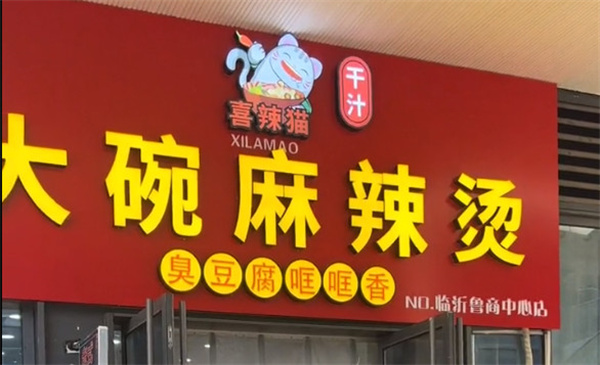 喜辣猫
XILAMAO
干汁
大碗麻辣烫
臭豆腐哐哐香
NO.临沂鲁商中心店